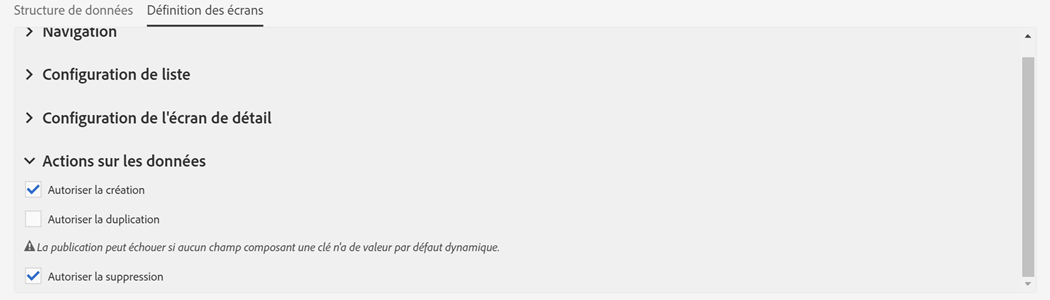 Structure de données Définition des écrans
Navigation
Configuration de liste
Configuration de l'écran de détail
Actions sur les données
Autoriser la création
Autoriser la duplication
La publication peut échouer si aucun champ composant une clé n'a de valeur par défaut dynamique.
Autoriser la suppression